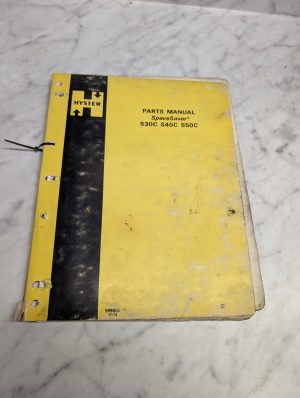 HYSTER
PARTS MANUAL
SpaceSaver®
S30C S40C S50C